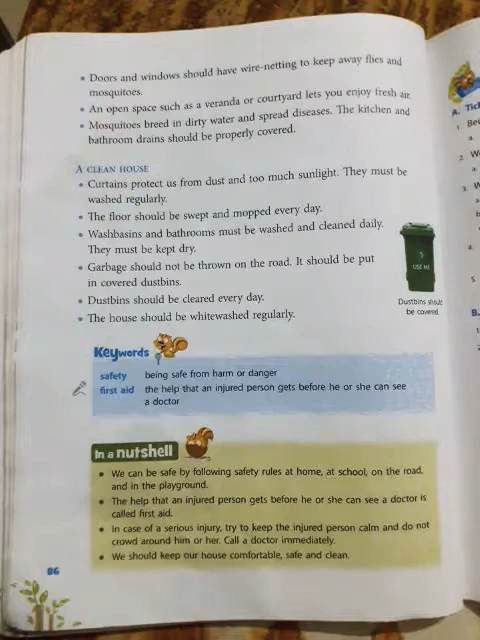 • Doors and windows should have wire-netting to keep away flies and
mosquitoes.
• An open space such as a veranda or courtyard lets you enjoy fresh air.
• Mosquitoes breed in dirty water and spread diseases. The kitchen and
bathroom drains should be properly covered.
A CLEAN HOUSE
• Curtains protect us from dust and too much sunlight. They must be
washed regularly.
• The floor should be swept and mopped every day.
• Washbasins and bathrooms must be washed and cleaned daily.
They must be kept dry.
• Garbage should not be thrown on the road. It should be put
in covered dustbins.
• Dustbins should be cleared every day.
• The house should be whitewashed regularly.
USE ME
Dustbins should
be covered
Keywords
safety being safe from harm or danger
first aid the help that an injured person gets before he or she can see
a doctor
In a nutshell
• We can be safe by following safety rules at home, at school, on the road,
and in the playground.
• The help that an injured person gets before he or she can see a doctor is
called first aid.
• In case of a serious injury, try to keep the injured person calm and do not
crowd around him or her. Call a doctor immediately.
• We should keep our house comfortable, safe and clean.
86
A. Tic
1.
a.
2. W
a.
3. W
a
B.